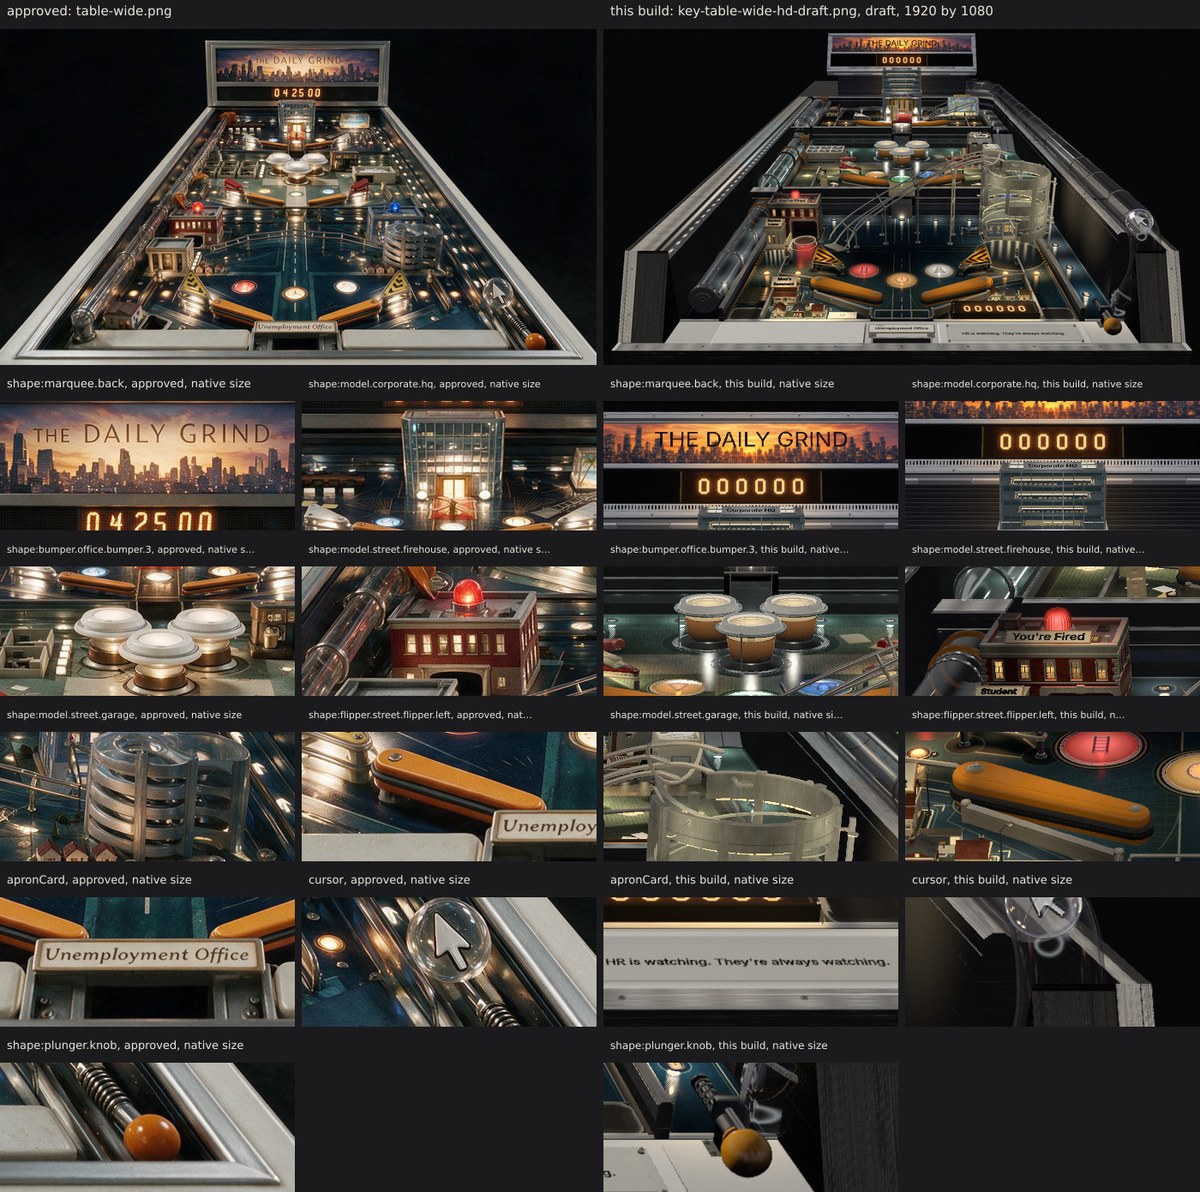 approved: table-wide.png
this build: key-table-wide-hd-draft.png, draft, 1920 by 1080
THE DAILY GRIND
042500
Unemployment Office
THE DAILY GRIND
000000
000000
Unemployment Office
HR is watching. They're always watching.
shape:marquee.back, approved, native size
shape:model.corporate.hq, approved, native size
shape:marquee.back, this build, native size
shape:model.corporate.hq, this build, native size
THE DAILY GRIND
042500
THE DAILY GRIND
000000
Corporate HQ
000000
Corporate HQ
shape:bumper.office.bumper.3, approved, native s...
shape:model.street.firehouse, approved, native s...
shape:bumper.office.bumper.3, this build, native...
shape:model.street.firehouse, this build, native...
You're Fired
Student
shape:model.street.garage, approved, native size
shape:flipper.street.flipper.left, approved, nat...
shape:model.street.garage, this build, native si...
shape:flipper.street.flipper.left, this build, n...
Unemploy
apronCard, approved, native size
cursor, approved, native size
apronCard, this build, native size
cursor, this build, native size
Unemployment Office
HR is watching. They're always watching.
shape:plunger.knob, approved, native size
shape:plunger.knob, this build, native size
g.